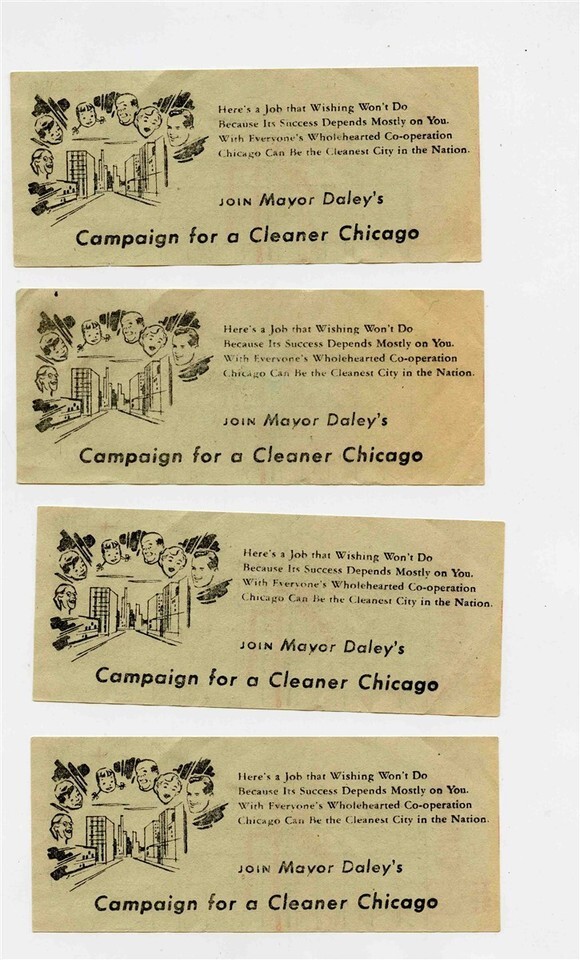 Here's a Job that Wishing Won't Do
Because Its Success Depends Mostly on You.
With Everyone's Wholehearted Co-operation
Chicago Can Be the Cleanest City in the Nation.
JOIN Mayor Daley's
Campaign for a Cleaner Chicago
Here's a Job that Wishing Won't Do
Because Its Success Depends Mostly on You.
With Everyone's Wholehearted Co-operation
Chicago Can Be the Cleanest City in the Nation.
JOIN Mayor Daley's
Campaign for a Cleaner Chicago
Here's a Job that Wishing Won't Do
Because Its Success Depends Mostly on You.
With Everyone's Wholehearted Co-operation
Chicago Can Be the Cleanest City in the Nation.
JOIN Mayor Daley's
Campaign for a Cleaner Chicago
Here's a Job that Wishing Won't Do
Because Its Success Depends Mostly on You.
With Everyone's Wholehearted Co-operation
Chicago Can Be the Cleanest City in the Nation.
JOIN Mayor Daley's
Campaign for a Cleaner Chicago